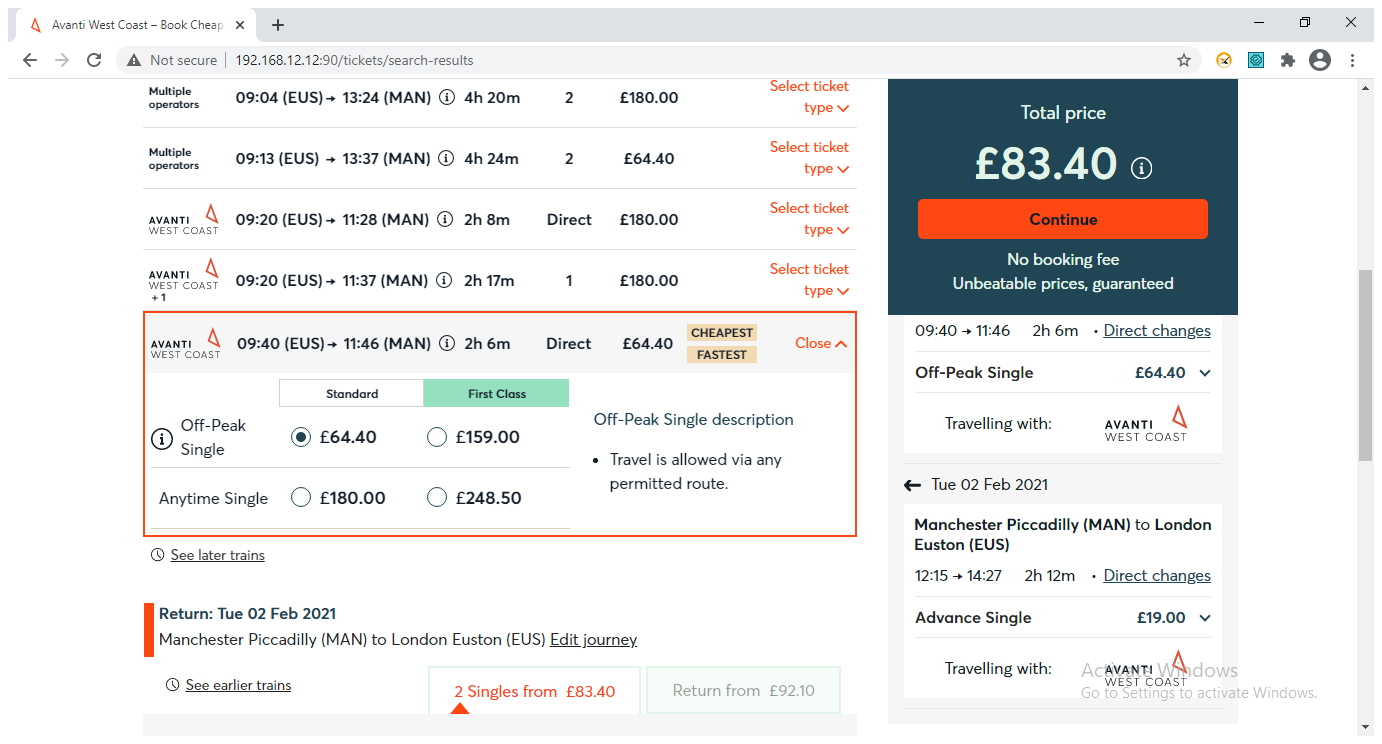 Avanti West Coast – Book Cheap
Not secure | 192.168.12.12:90/tickets/search-results
Multiple operators 09:04 (EUS) → 13:24 (MAN) 4h 20m 2 £180.00 Select ticket type
Multiple operators 09:13 (EUS) → 13:37 (MAN) 4h 24m 2 £64.40 Select ticket type
AVANTI WEST COAST 09:20 (EUS) → 11:28 (MAN) 2h 8m Direct £180.00 Select ticket type
AVANTI WEST COAST + 1 09:20 (EUS) → 11:37 (MAN) 2h 17m 1 £180.00 Select ticket type
AVANTI WEST COAST 09:40 (EUS) → 11:46 (MAN) 2h 6m Direct £64.40 CHEAPEST FASTEST Close
Standard First Class
Off-Peak Single £64.40 £159.00
Anytime Single £180.00 £248.50
Off-Peak Single description
• Travel is allowed via any
permitted route.
See later trains
Return: Tue 02 Feb 2021
Manchester Piccadilly (MAN) to London Euston (EUS) Edit journey
See earlier trains
2 Singles from £83.40
Return from £92.10
Total price
£83.40
Continue
No booking fee
Unbeatable prices, guaranteed
09:40 → 11:46 2h 6m • Direct changes
Off-Peak Single £64.40
Travelling with: AVANTI WEST COAST
Tue 02 Feb 2021
Manchester Piccadilly (MAN) to London
Euston (EUS)
12:15 → 14:27 2h 12m • Direct changes
Advance Single £19.00
Travelling with: AVANTI WEST COAST
Activate Windows
Go to Settings to activate Windows.